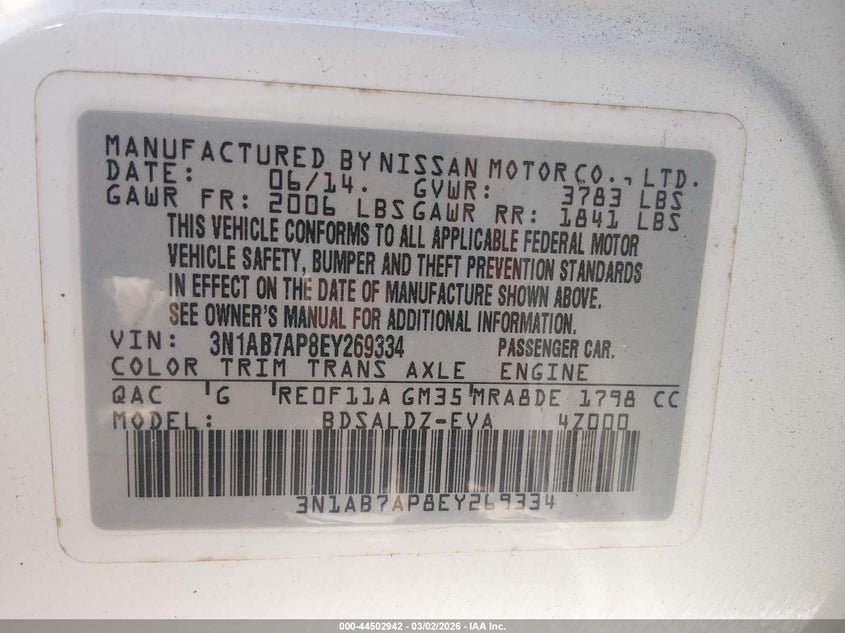 MANUFACTURED BY NISSAN MOTOR CO., LTD.
DATE: 06/14. GVWR: 3783 LBS
GAWR FR: 2006 LBS GAWR RR: 1841 LBS
THIS VEHICLE CONFORMS TO ALL APPLICABLE FEDERAL MOTOR
VEHICLE SAFETY, BUMPER AND THEFT PREVENTION STANDARDS
IN EFFECT ON THE DATE OF MANUFACTURE SHOWN ABOVE.
SEE OWNER'S MANUAL FOR ADDITIONAL INFORMATION.
VIN: 3N1AB7AP8EY269334 PASSENGER CAR.
COLOR TRIM TRANS AXLE ENGINE
QAC G RE0F11A GM35 MRA8DE 1798 CC
MODEL: BDSALDZ-EVA 4Z000
3N1AB7AP8EY269334
000-44502942 - 03/02/2026 - IAA Inc.